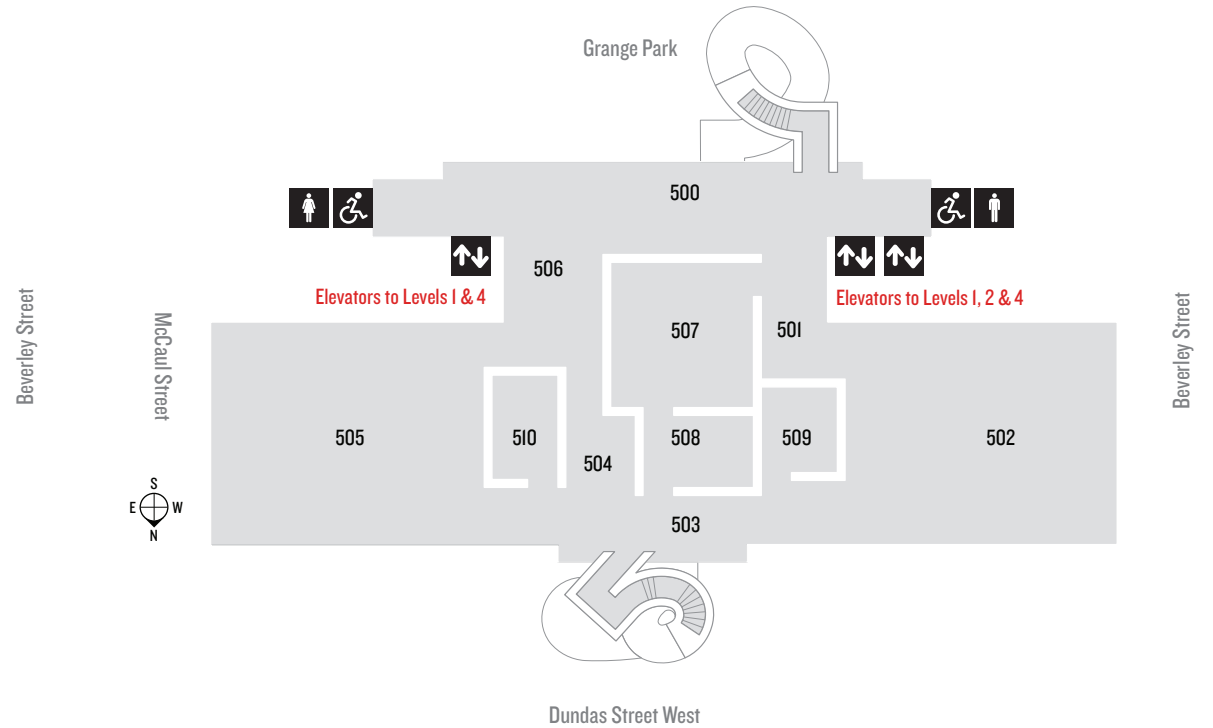 Grange Park
500
506
Elevators to Levels 1 & 4
Elevators to Levels 1, 2 & 4
Beverley Street
McCaul Street
507
501
Beverley Street
505
510
504
508
509
502
S
E W
N
503
Dundas Street West